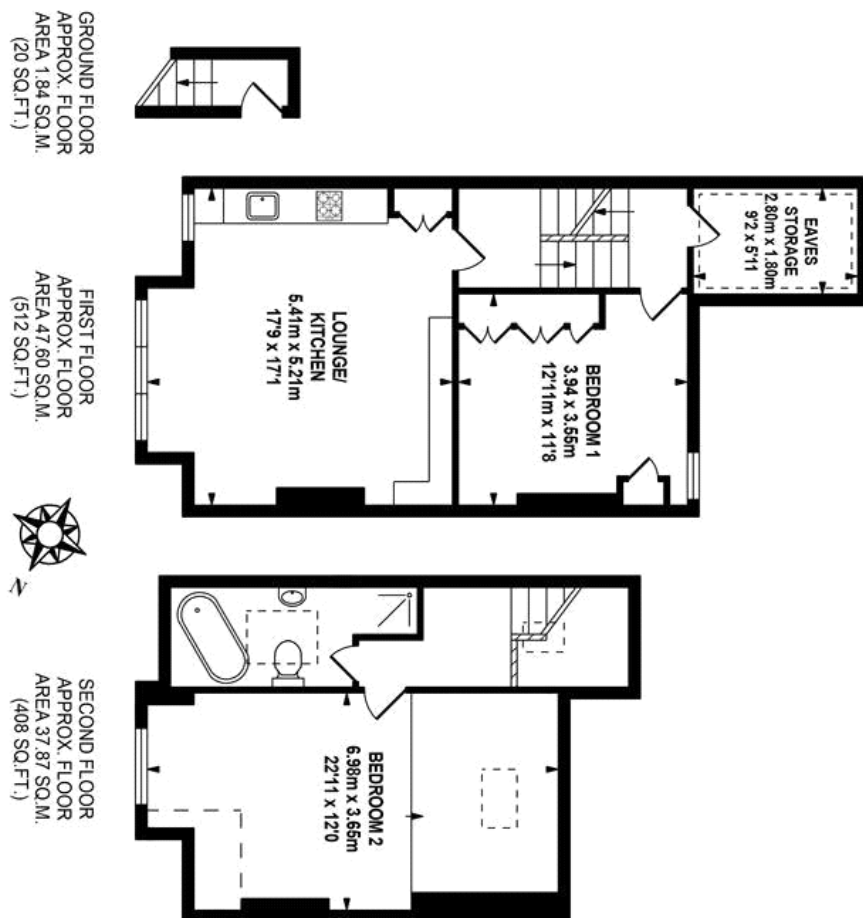 GROUND FLOOR
APPROX. FLOOR
AREA 1.84 SQ.M.
(20 SQ.FT.)
EAVES
STORAGE
2.80m x 1.80m
9'2 x 5'11
LOUNGE/
KITCHEN
5.41m x 5.21m
17'9 x 17'1
BEDROOM 1
3.94 x 3.55m
12'11m x 11'8
FIRST FLOOR
APPROX. FLOOR
AREA 47.60 SQ.M.
(512 SQ.FT.)
N
BEDROOM 2
6.98m x 3.65m
22'11 x 12'0
SECOND FLOOR
APPROX. FLOOR
AREA 37.87 SQ.M.
(408 SQ.FT.)